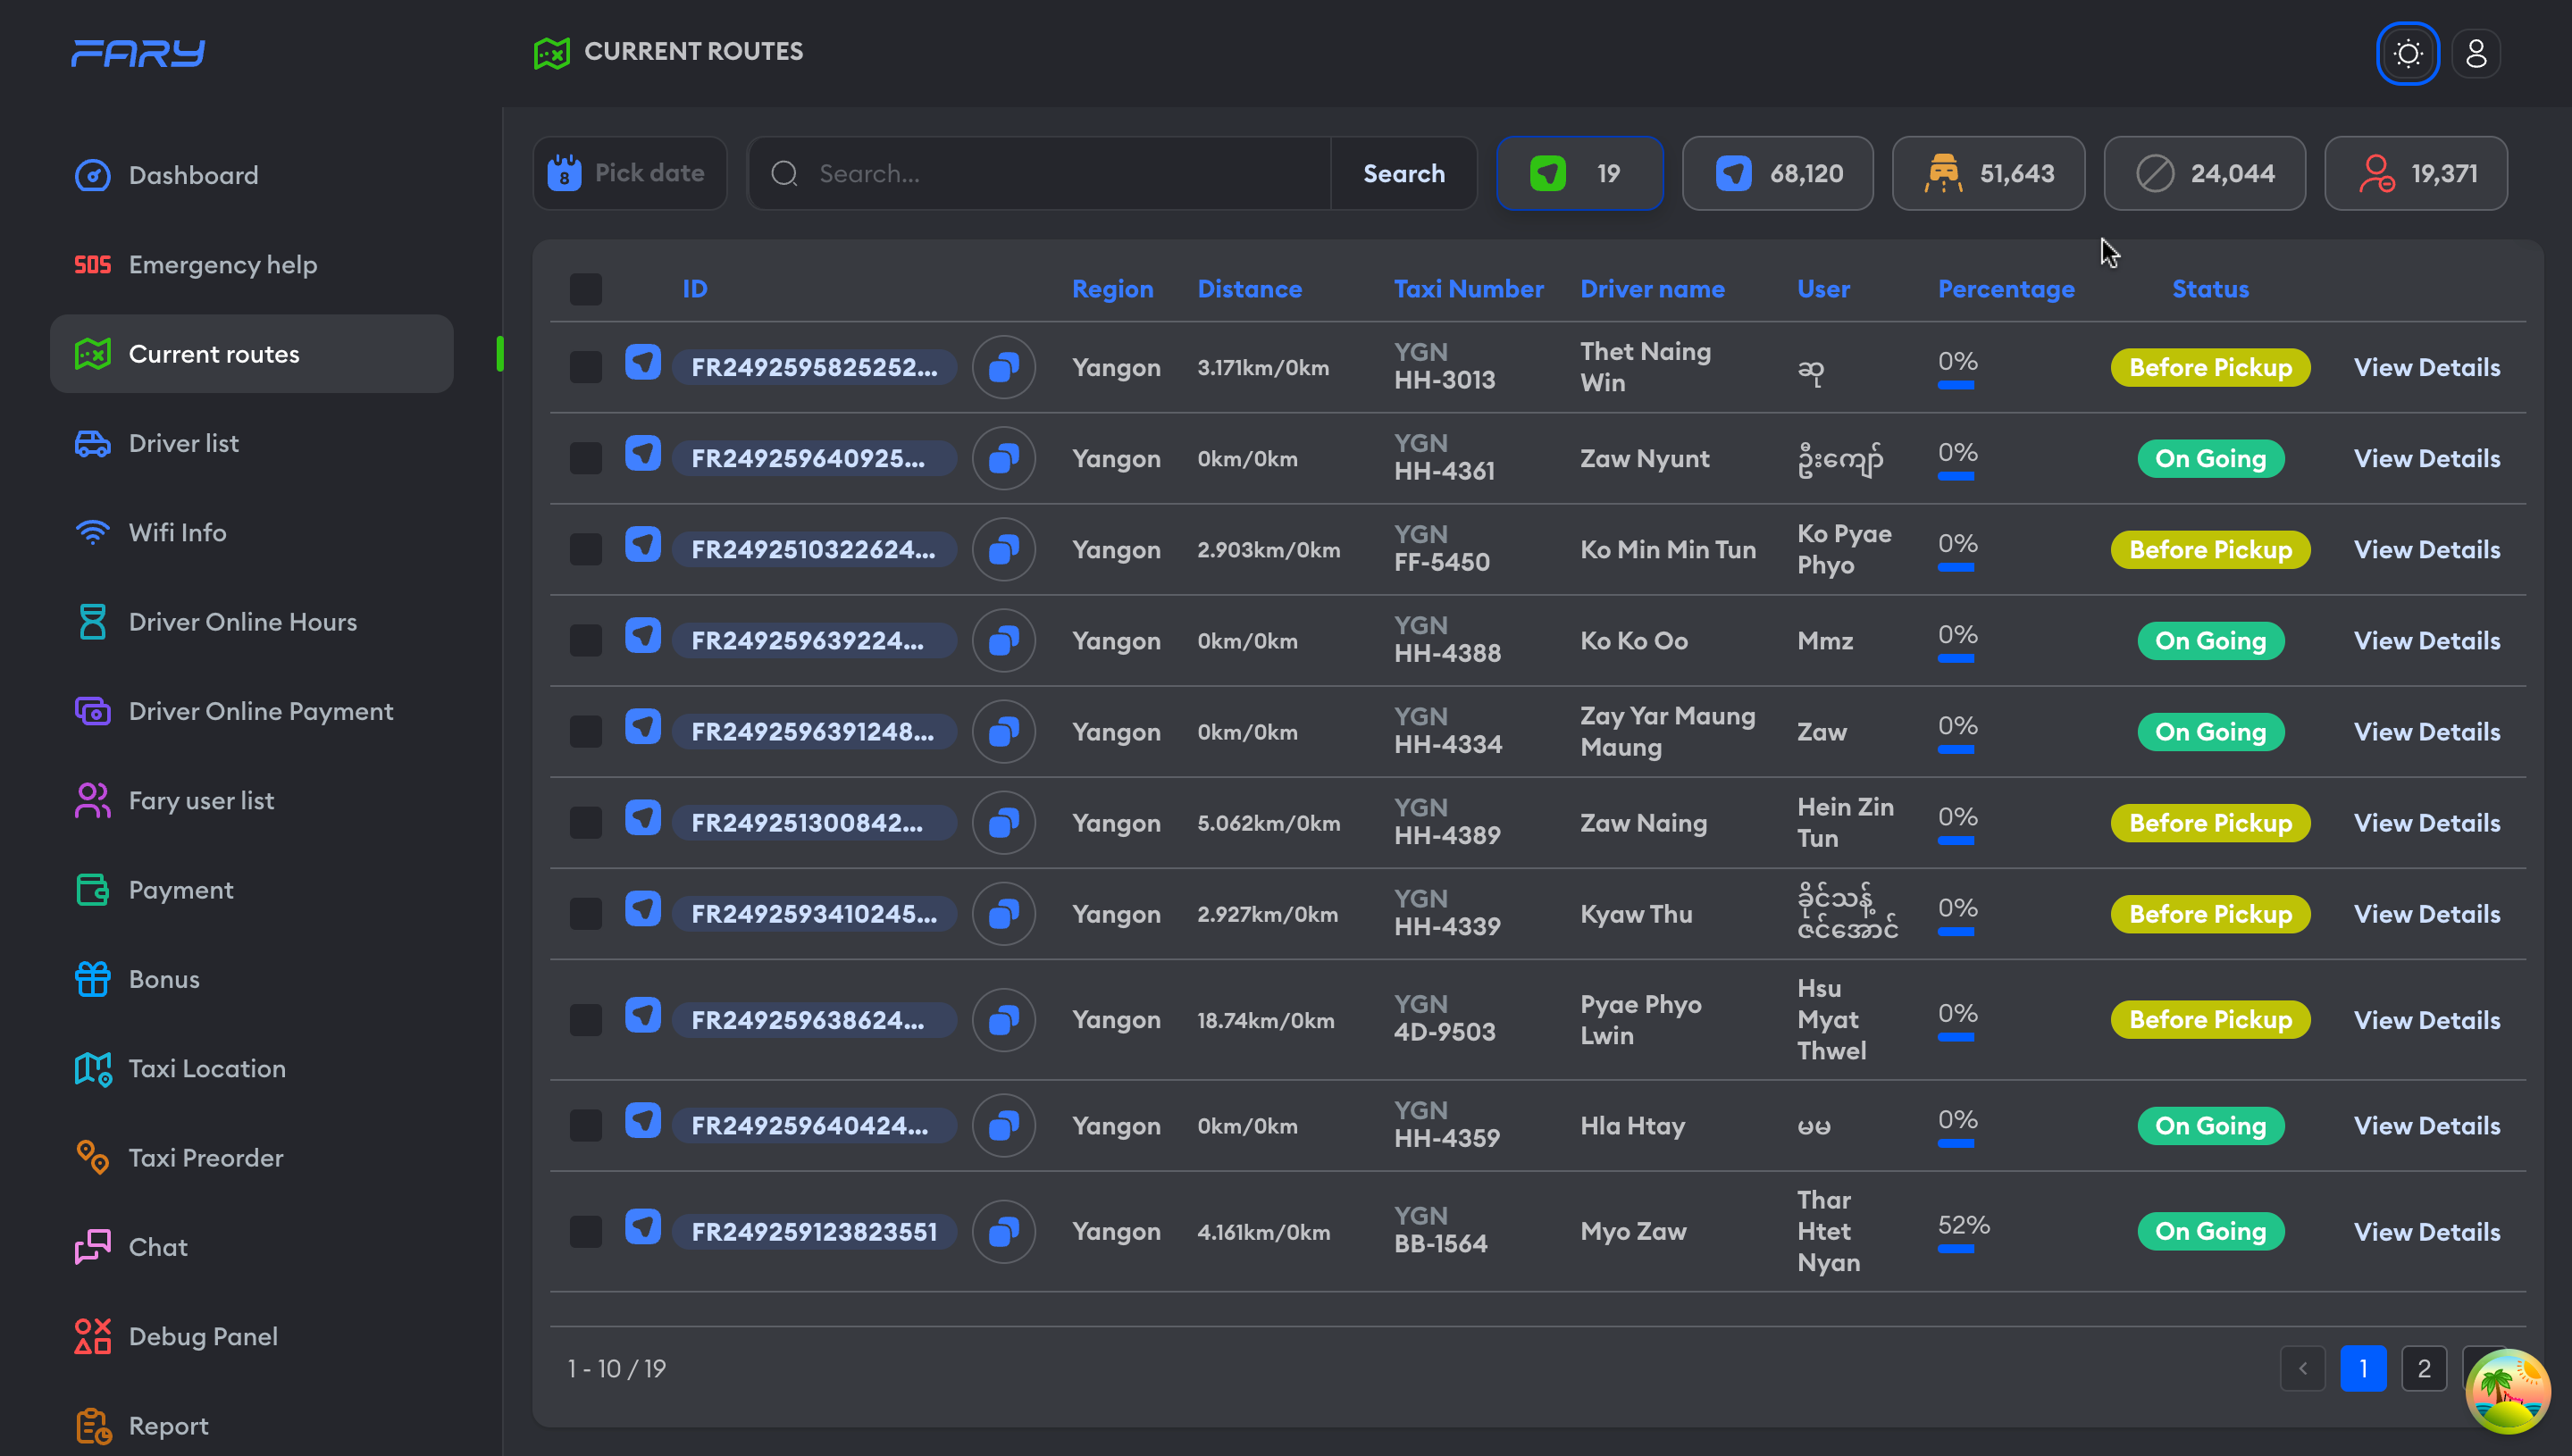 FARY
CURRENT ROUTES
Dashboard
SOS Emergency help
Current routes
Driver list
Wifi Info
Driver Online Hours
Driver Online Payment
Fary user list
Payment
Bonus
Taxi Location
Taxi Preorder
Chat
Debug Panel
Report
8 Pick date
Search...
Search
19
68,120
51,643
24,044
19,371
ID Region Distance Taxi Number Driver name User Percentage Status
FR2492595825252... Yangon 3.171km/0km YGN HH-3013 Thet Naing Win ဆု 0% Before Pickup View Details
FR249259640925... Yangon 0km/0km YGN HH-4361 Zaw Nyunt ဦးကျော် 0% On Going View Details
FR2492510322624... Yangon 2.903km/0km YGN FF-5450 Ko Min Min Tun Ko Pyae Phyo 0% Before Pickup View Details
FR249259639224... Yangon 0km/0km YGN HH-4388 Ko Ko Oo Mmz 0% On Going View Details
FR2492596391248... Yangon 0km/0km YGN HH-4334 Zay Yar Maung Maung Zaw 0% On Going View Details
FR249251300842... Yangon 5.062km/0km YGN HH-4389 Zaw Naing Hein Zin Tun 0% Before Pickup View Details
FR2492593410245... Yangon 2.927km/0km YGN HH-4339 Kyaw Thu ခိုင်သန့် ဇင်အောင် 0% Before Pickup View Details
FR249259638624... Yangon 18.74km/0km YGN 4D-9503 Pyae Phyo Lwin Hsu Myat Thwel 0% Before Pickup View Details
FR249259640424... Yangon 0km/0km YGN HH-4359 Hla Htay မမ 0% On Going View Details
FR249259123823551 Yangon 4.161km/0km YGN BB-1564 Myo Zaw Thar Htet Nyan 52% On Going View Details
1 - 10 / 19
1 2